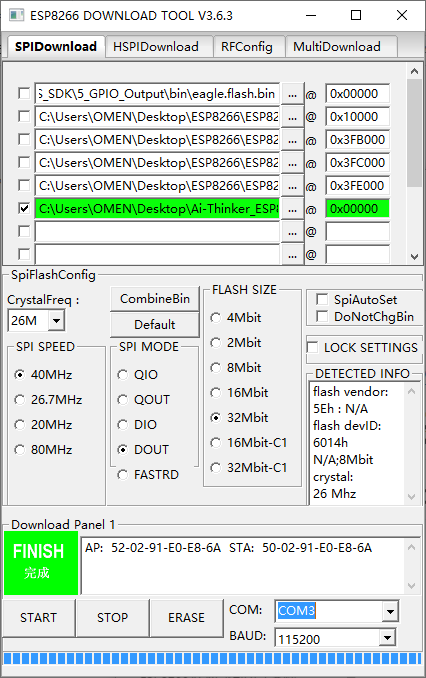 ESP8266 DOWNLOAD TOOL V3.6.3
SPIDownload HSPIDownload RFConfig MultiDownload
S_SDK\5_GPIO_Output\bin\eagle.flash.bin ... @ 0x00000
C:\Users\OMEN\Desktop\ESP8266\ESP82 ... @ 0x10000
C:\Users\OMEN\Desktop\ESP8266\ESP82 ... @ 0x3FB000
C:\Users\OMEN\Desktop\ESP8266\ESP82 ... @ 0x3FC000
C:\Users\OMEN\Desktop\ESP8266\ESP82 ... @ 0x3FE000
C:\Users\OMEN\Desktop\Ai-Thinker_ESP8 ... @ 0x00000
... @
... @
SpiFlashConfig
CrystalFreq :
26M
CombineBin
Default
SPI SPEED
40MHz
26.7MHz
20MHz
80MHz
SPI MODE
QIO
QOUT
DIO
DOUT
FASTRD
FLASH SIZE
4Mbit
2Mbit
8Mbit
16Mbit
32Mbit
16Mbit-C1
32Mbit-C1
SpiAutoSet
DoNotChgBin
LOCK SETTINGS
DETECTED INFO
flash vendor:
5Eh : N/A
flash devID:
6014h
N/A;8Mbit
crystal:
26 Mhz
Download Panel 1
FINISH
完成
AP: 52-02-91-E0-E8-6A STA: 50-02-91-E0-E8-6A
START STOP ERASE
COM: COM3
BAUD: 115200